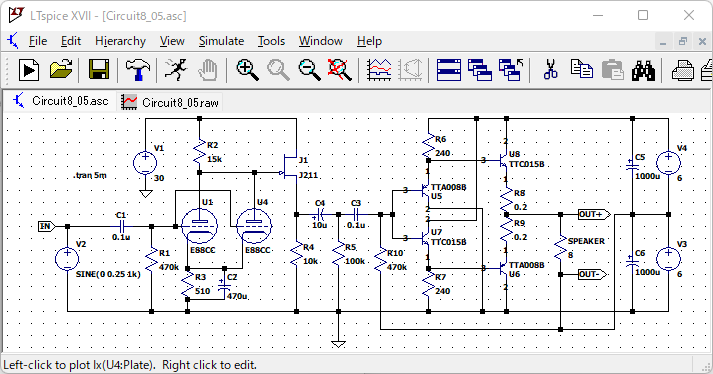 LTspice XVII - [Circuit8_05.asc]
File Edit Hierarchy View Simulate Tools Window Help
Circuit8_05.asc Circuit8_05.raw
V1
30
.tran 5m
R2
15k
J1
J211
R6
240
U8
TTC015B
C5
1000u
V4
6
1
3
2
TTA008B
U5
R8
0.2
IN
C1
0.1u
U1
U4
E88CC
E88CC
C4
10u
C3
0.1u
OUT+
V2
SINE(0 0.25 1k)
R1
470k
R3
510
C2
470u
R4
10k
R5
100k
R10
470k
U7
TTC015B
R9
0.2
SPEAKER
8
OUT-
C6
1000u
V3
6
R7
240
3
TTA008B
U6
Left-click to plot Ix(U4:Plate). Right click to edit.